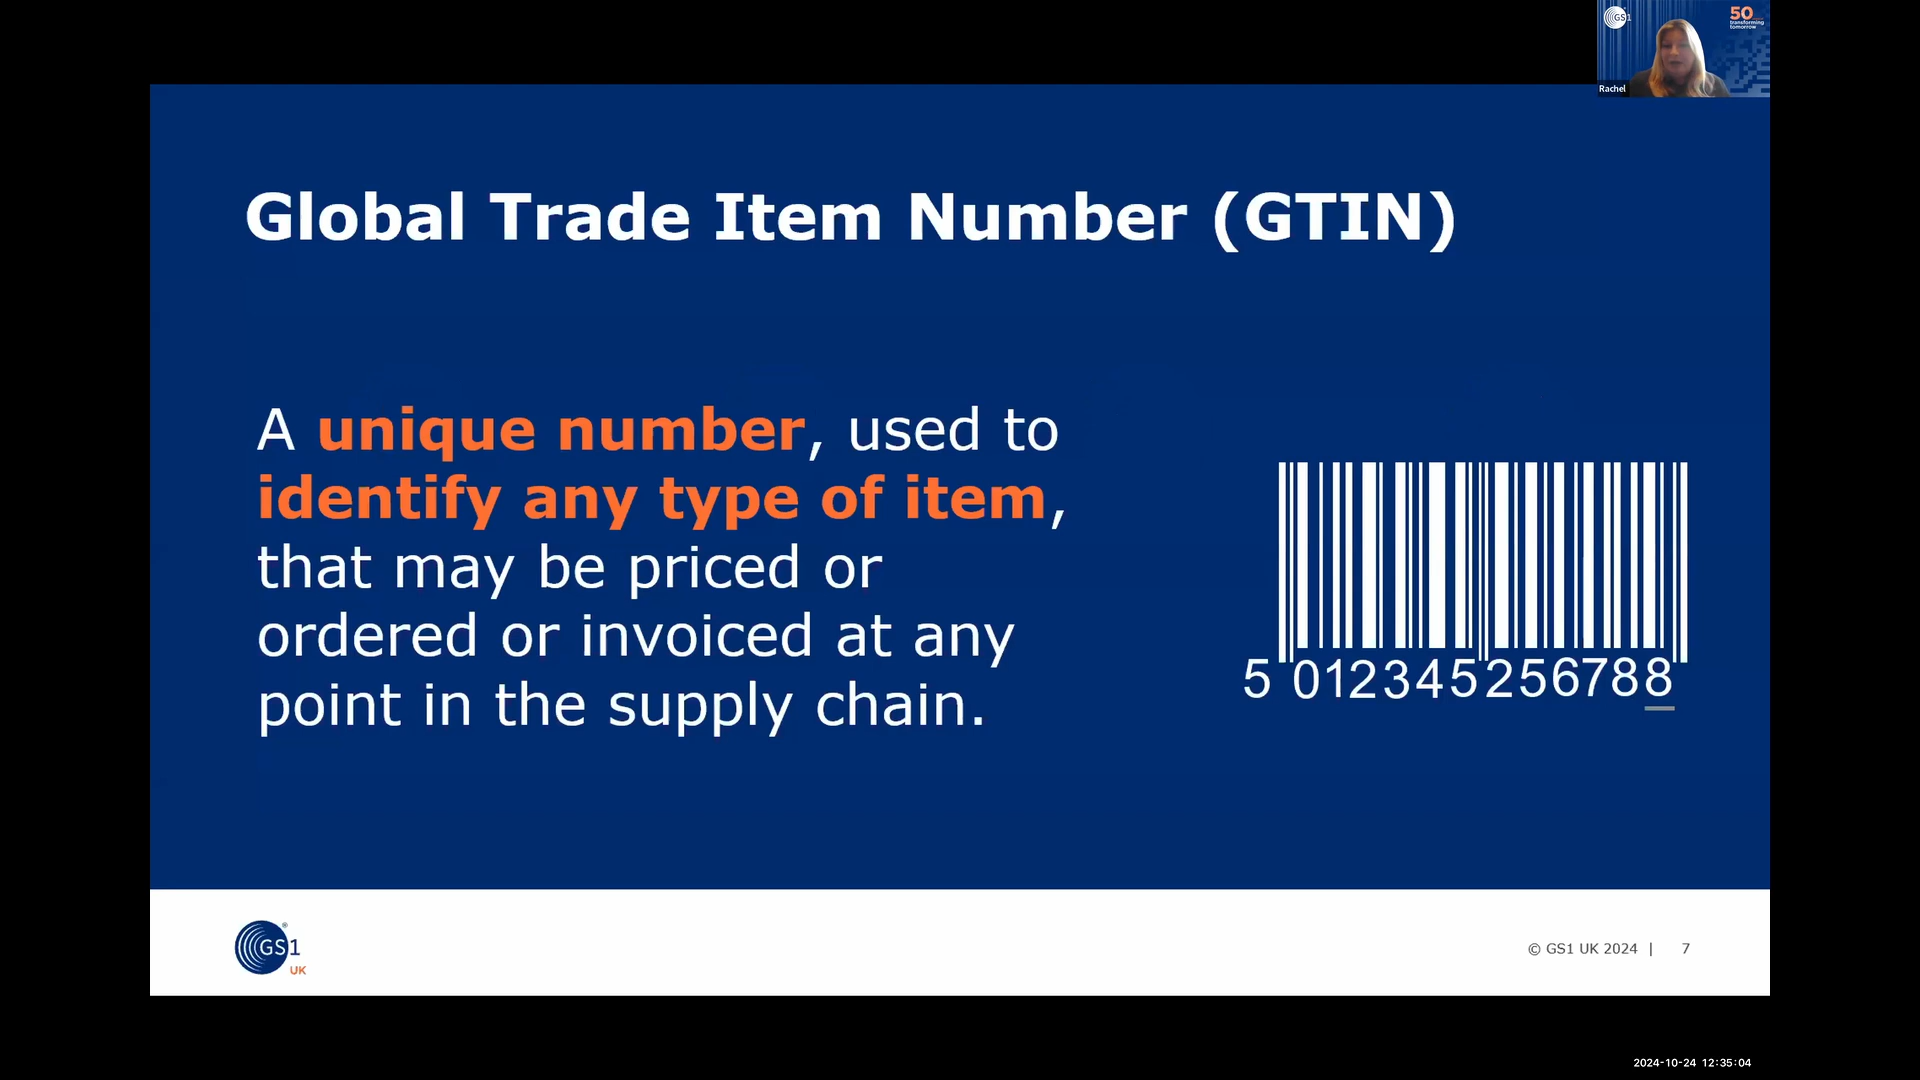 GS1
50
transforming
tomorrow
Rachel
Global Trade Item Number (GTIN)
A unique number, used to
identify any type of item,
that may be priced or
ordered or invoiced at any
point in the supply chain.
5 012345256788
GS1
®
UK
© GS1 UK 2024 | 7
2024-10-24 12:35:04